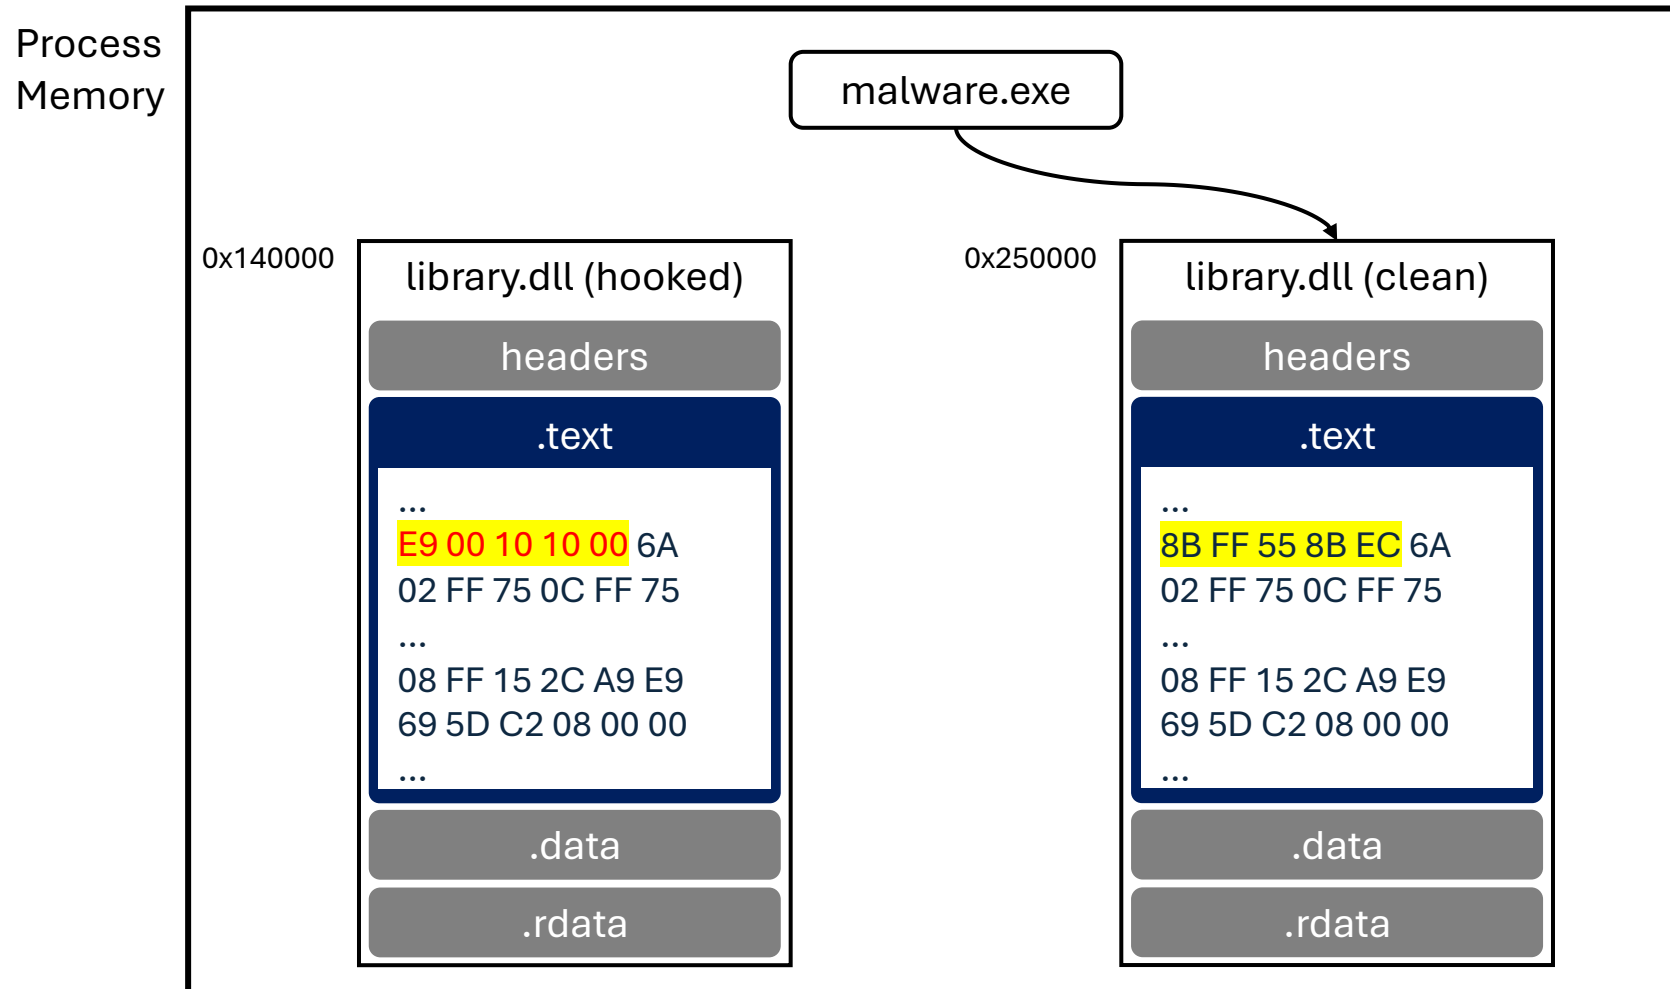 Process
Memory
malware.exe
0x140000
library.dll (hooked)
headers
.text
...
E9 00 10 10 00 6A
02 FF 75 0C FF 75
...
08 FF 15 2C A9 E9
69 5D C2 08 00 00
...
.data
.rdata
0x250000
library.dll (clean)
headers
.text
...
8B FF 55 8B EC 6A
02 FF 75 0C FF 75
...
08 FF 15 2C A9 E9
69 5D C2 08 00 00
...
.data
.rdata